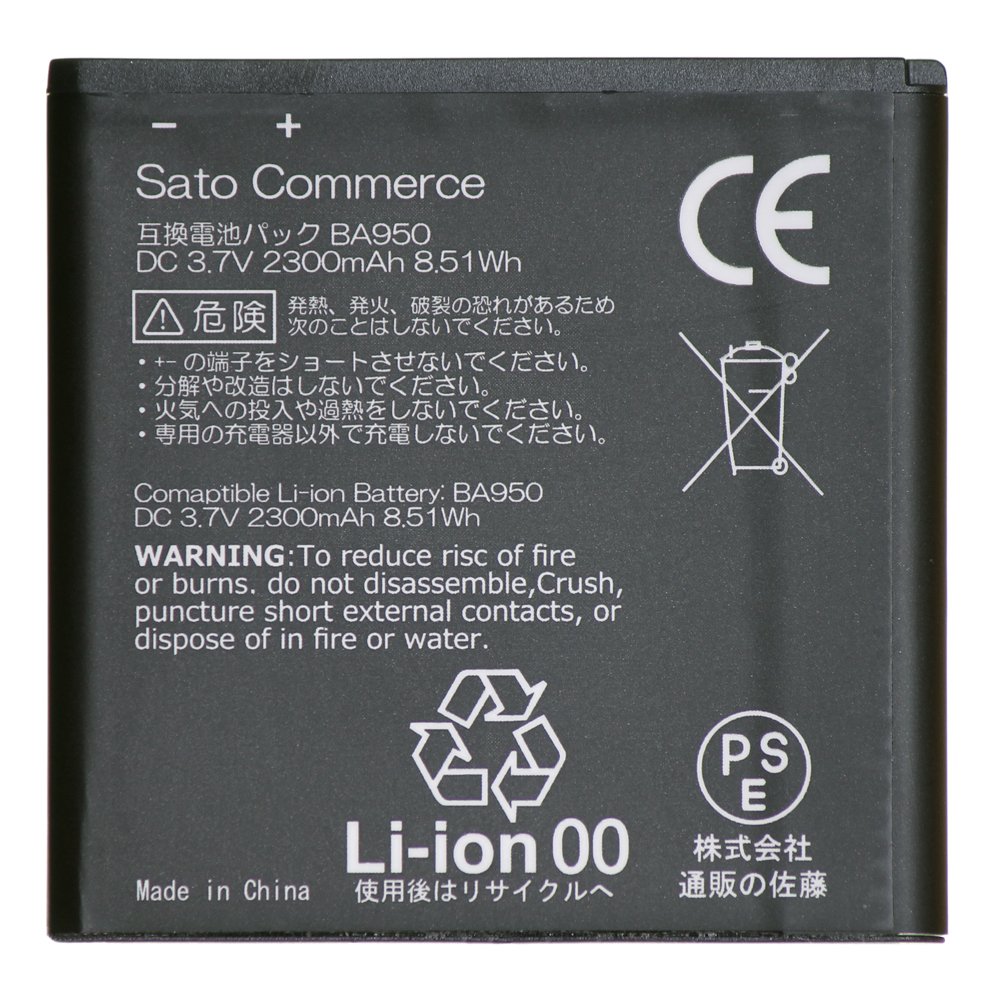 − +
Sato Commerce
互換電池パック BA950
DC 3.7V 2300mAh 8.51Wh
危険
発熱、発火、破裂の恐れがあるため
次のことはしないでください。
・+-の端子をショートさせないでください。
・分解や改造はしないでください。
・火気への投入や過熱をしないでください。
・専用の充電器以外で充電しないでください。
Comaptible Li-ion Battery: BA950
DC 3.7V 2300mAh 8.51Wh
WARNING:To reduce risc of fire
or burns. do not disassemble,Crush,
puncture short external contacts, or
dispose of in fire or water.
Li-ion 00
使用後はリサイクルへ
Made in China
CE
PS
E
株式会社
通販の佐藤